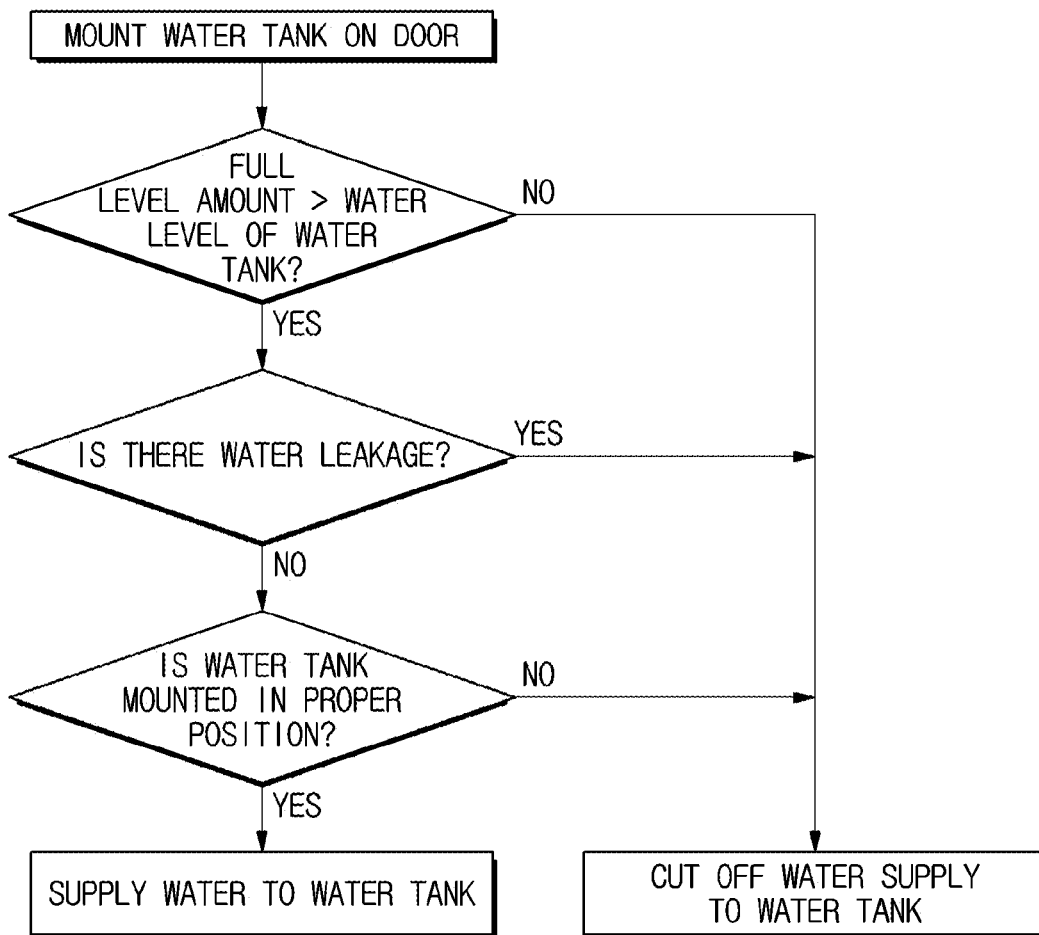 MOUNT WATER TANK ON DOOR
FULL
LEVEL AMOUNT > WATER
LEVEL OF WATER
TANK?
NO
YES
IS THERE WATER LEAKAGE?
YES
NO
IS WATER TANK
MOUNTED IN PROPER
POSITION?
NO
YES
SUPPLY WATER TO WATER TANK
CUT OFF WATER SUPPLY
TO WATER TANK